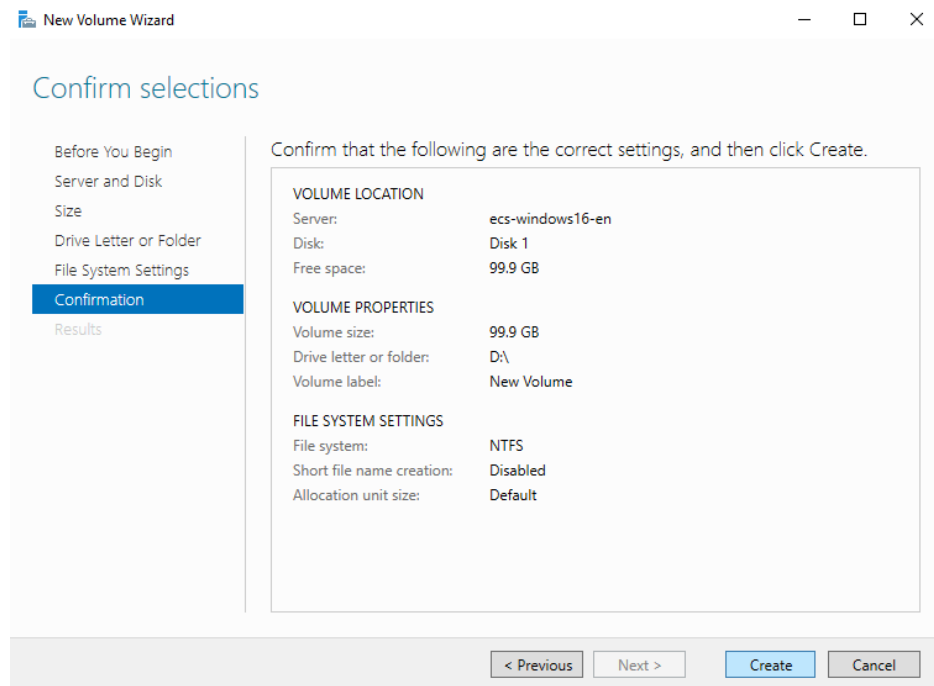 New Volume Wizard
Confirm selections
Before You Begin
Server and Disk
Size
Drive Letter or Folder
File System Settings
Confirmation
Results
Confirm that the following are the correct settings, and then click Create.
VOLUME LOCATION
Server: ecs-windows16-en
Disk: Disk 1
Free space: 99.9 GB
VOLUME PROPERTIES
Volume size: 99.9 GB
Drive letter or folder: D:\
Volume label: New Volume
FILE SYSTEM SETTINGS
File system: NTFS
Short file name creation: Disabled
Allocation unit size: Default
< Previous Next > Create Cancel